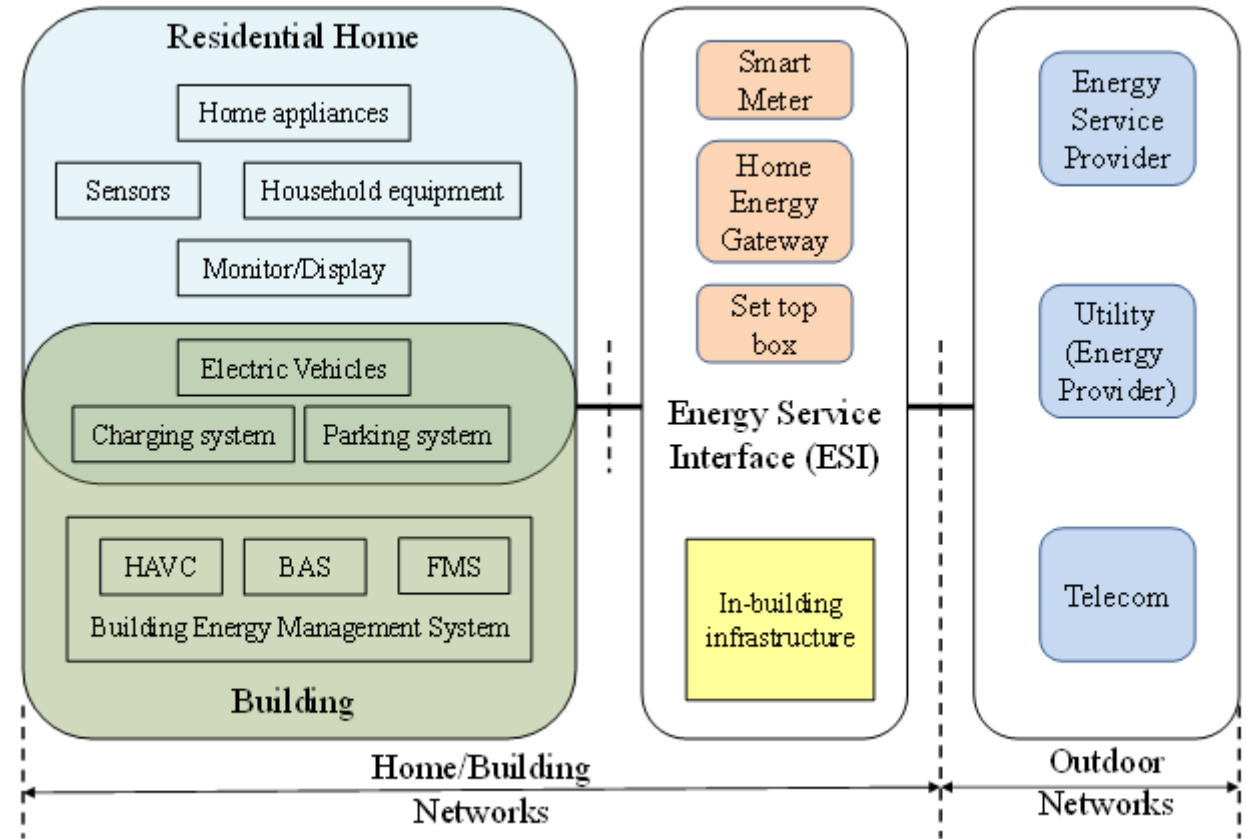 Residential Home
Home appliances
Sensors
Household equipment
Monitor/Display
Electric Vehicles
Charging system
Parking system
HAVC
BAS
FMS
Building Energy Management System
Building
Smart
Meter
Home
Energy
Gateway
Set top
box
Energy Service
Interface (ESI)
In-building
infrastructure
Energy
Service
Provider
Utility
(Energy
Provider)
Telecom
Home/Building
Networks
Outdoor
Networks